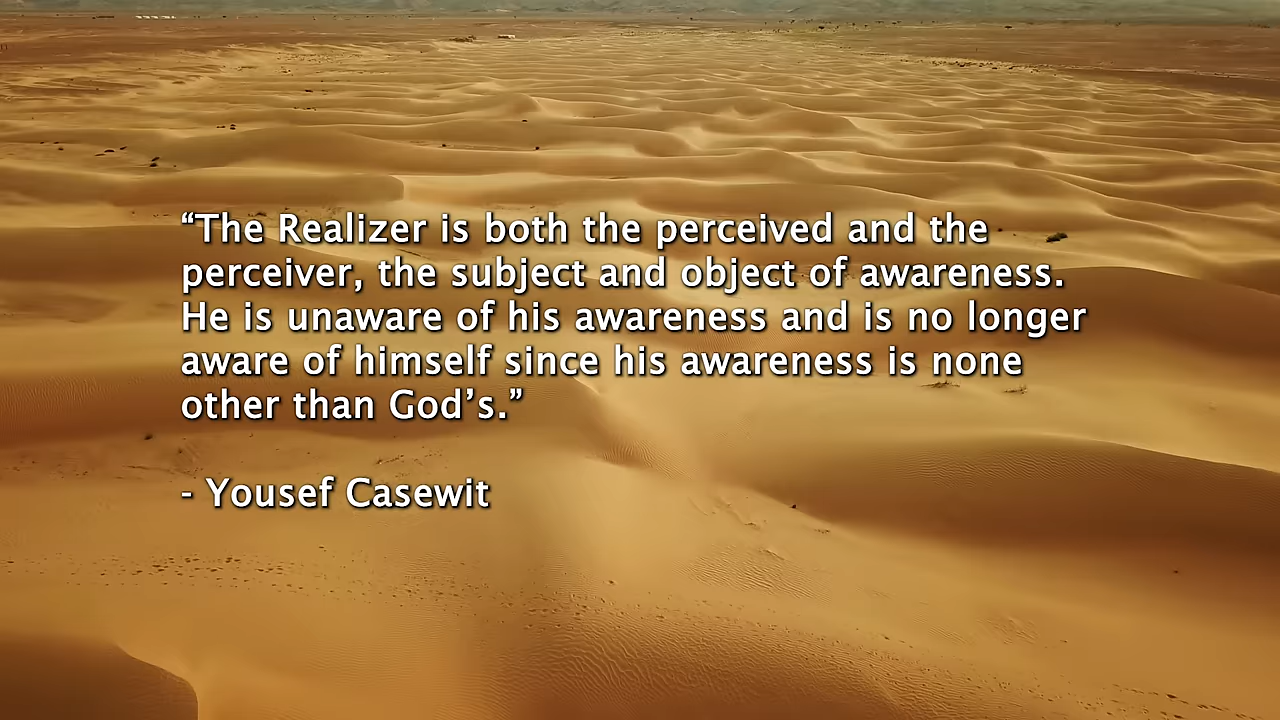 “The Realizer is both the perceived and the
perceiver, the subject and object of awareness.
He is unaware of his awareness and is no longer
aware of himself since his awareness is none
other than God’s.”
- Yousef Casewit